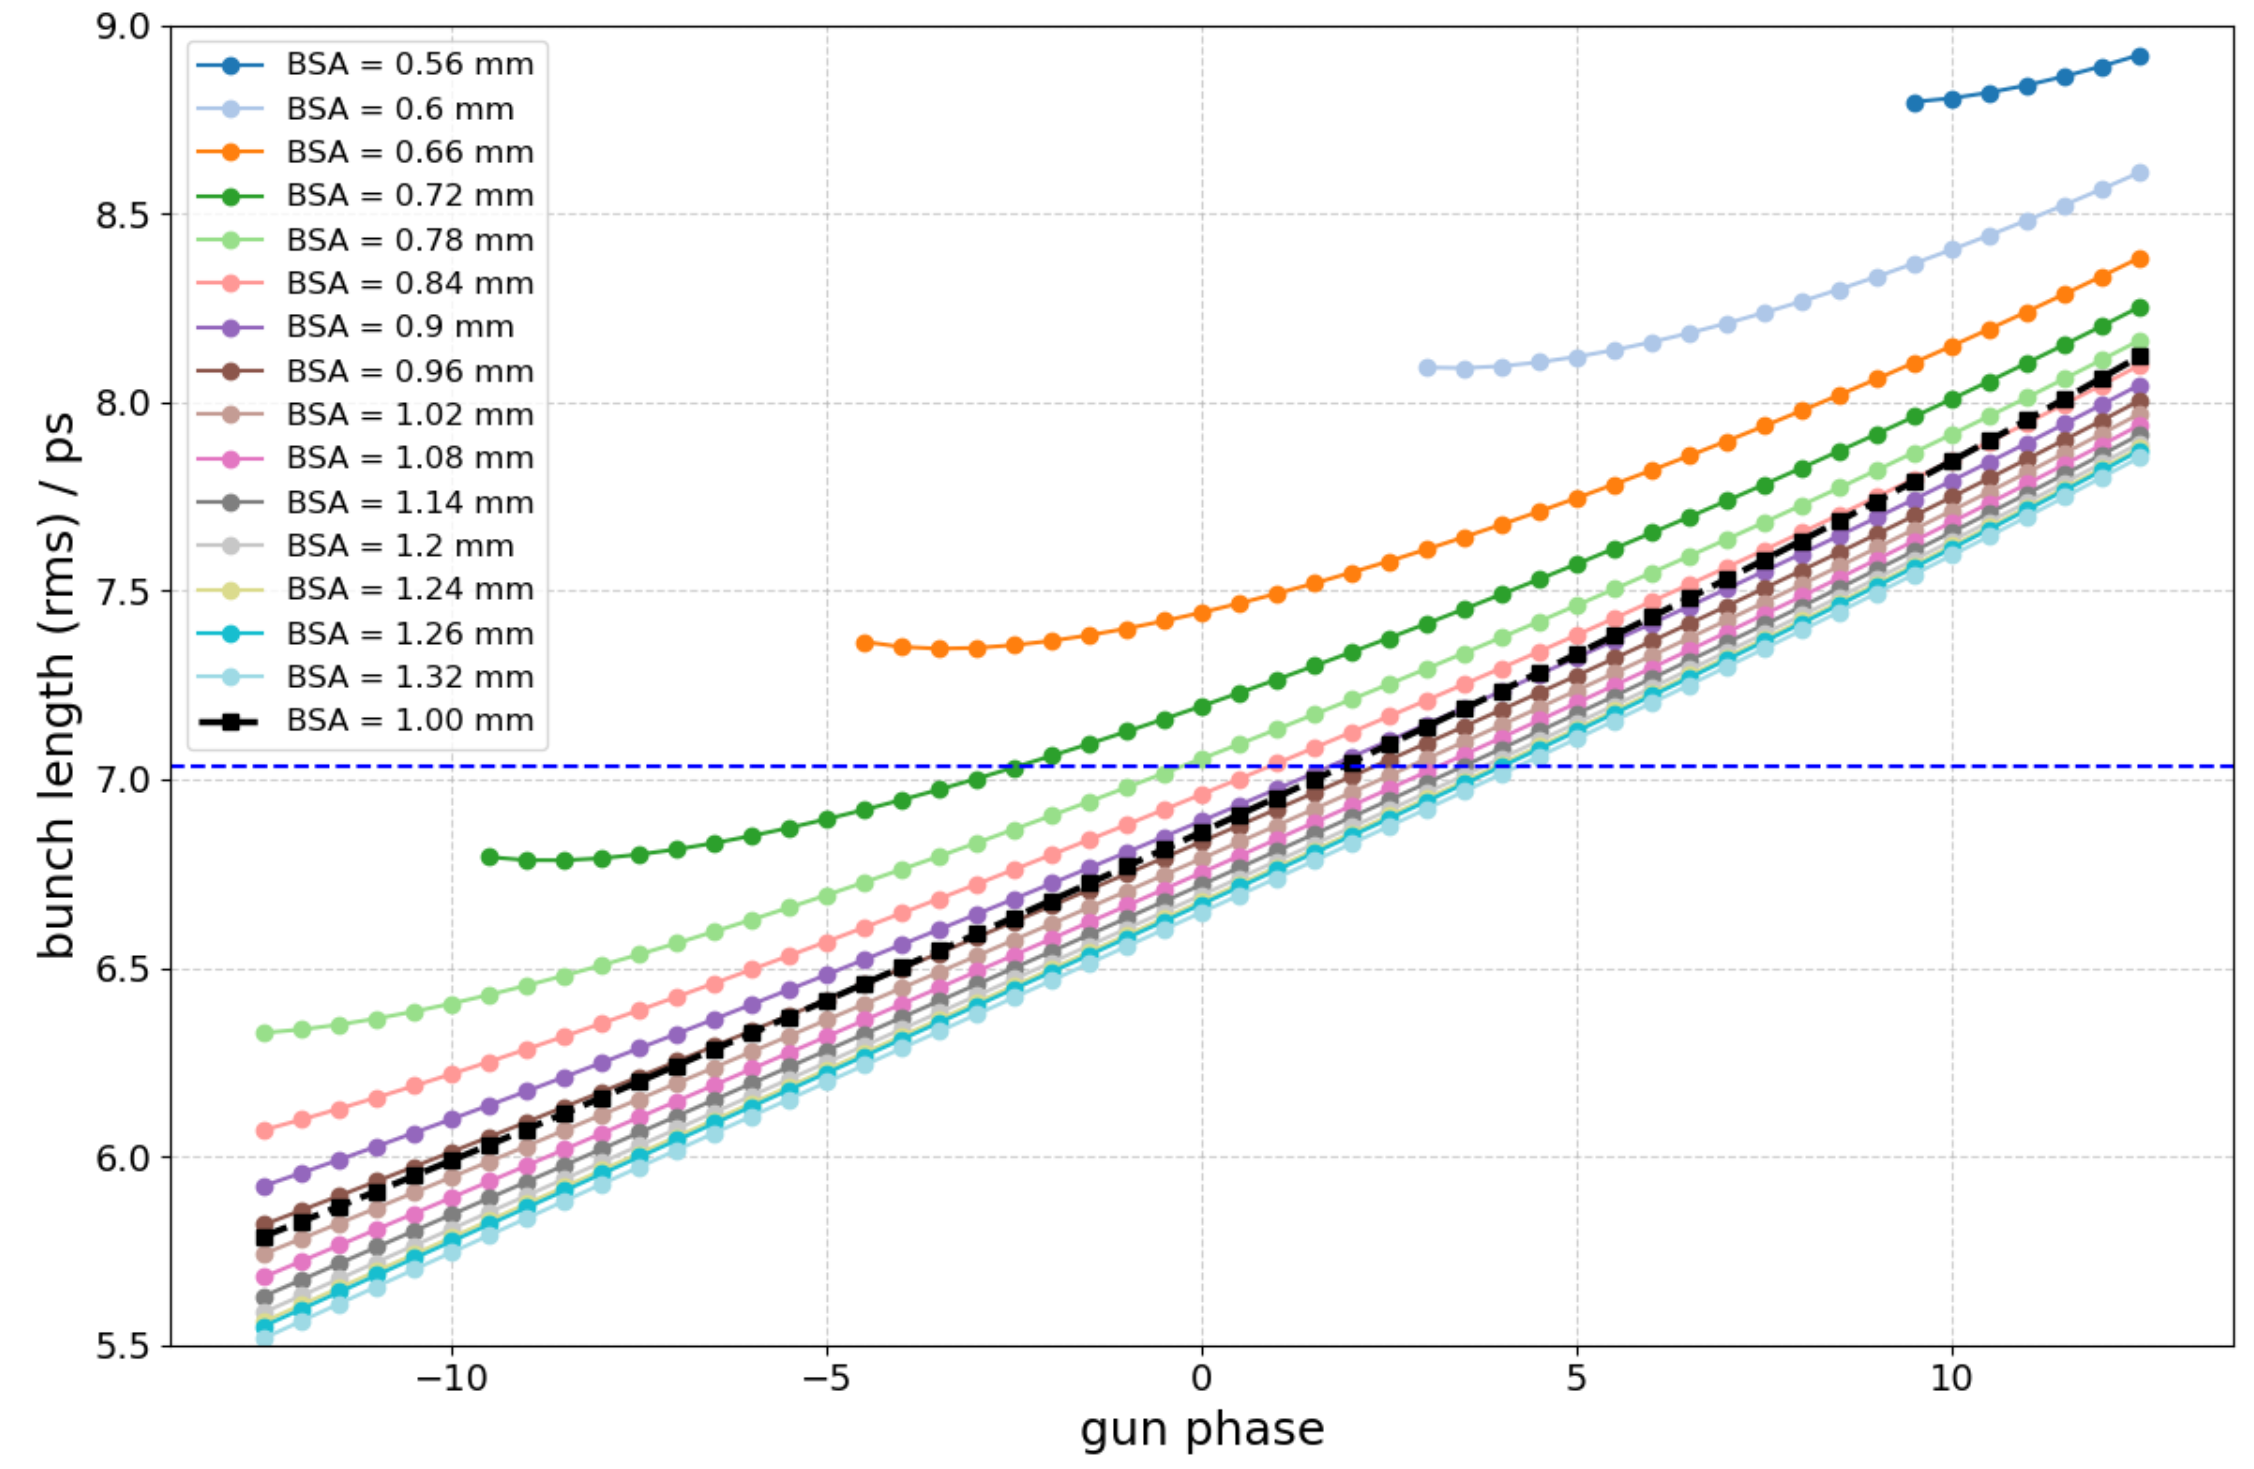 9.0
8.5
8.0
7.5
7.0
6.5
6.0
5.5
bunch length (rms) / ps
BSA = 0.56 mm
BSA = 0.6 mm
BSA = 0.66 mm
BSA = 0.72 mm
BSA = 0.78 mm
BSA = 0.84 mm
BSA = 0.9 mm
BSA = 0.96 mm
BSA = 1.02 mm
BSA = 1.08 mm
BSA = 1.14 mm
BSA = 1.2 mm
BSA = 1.24 mm
BSA = 1.26 mm
BSA = 1.32 mm
BSA = 1.00 mm
−10 −5 0 5 10
gun phase